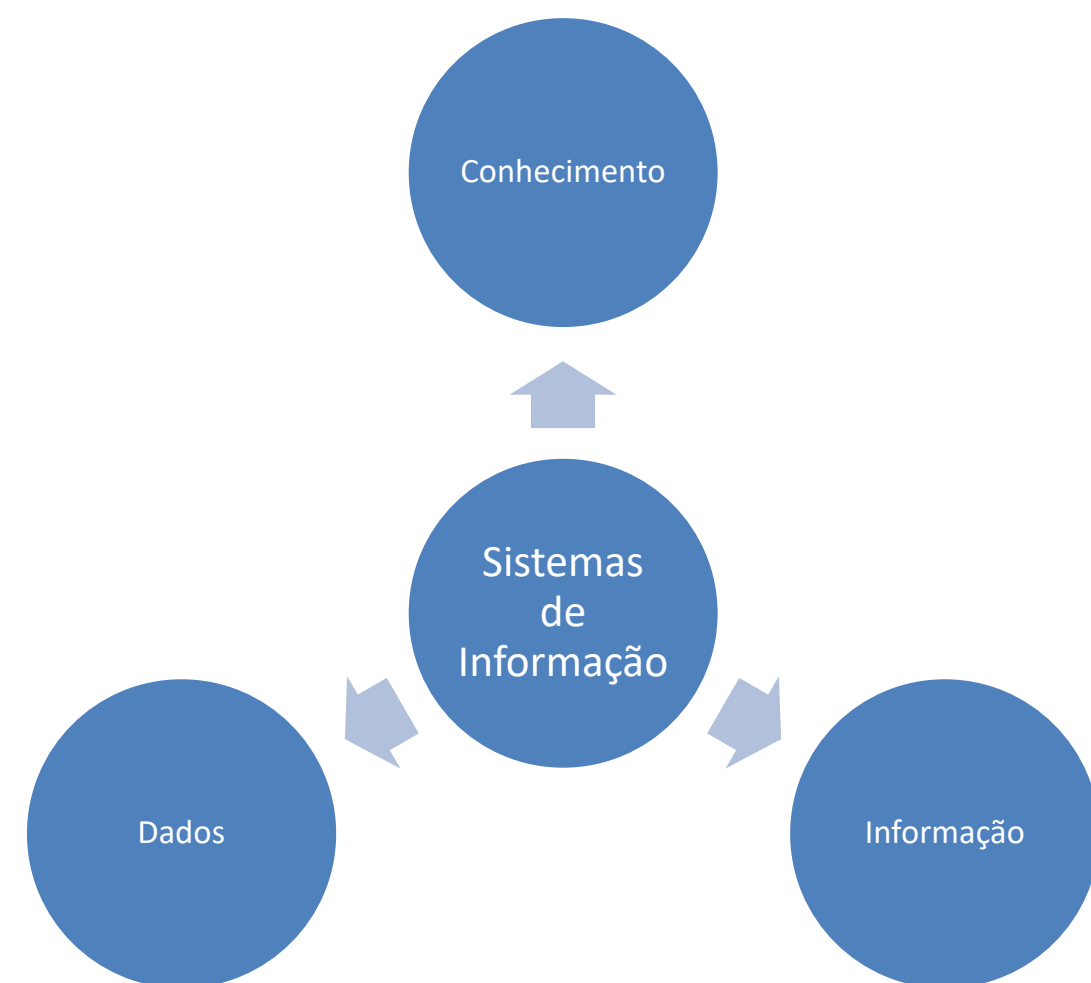 Conhecimento
Sistemas
de
Informação
Dados
Informação